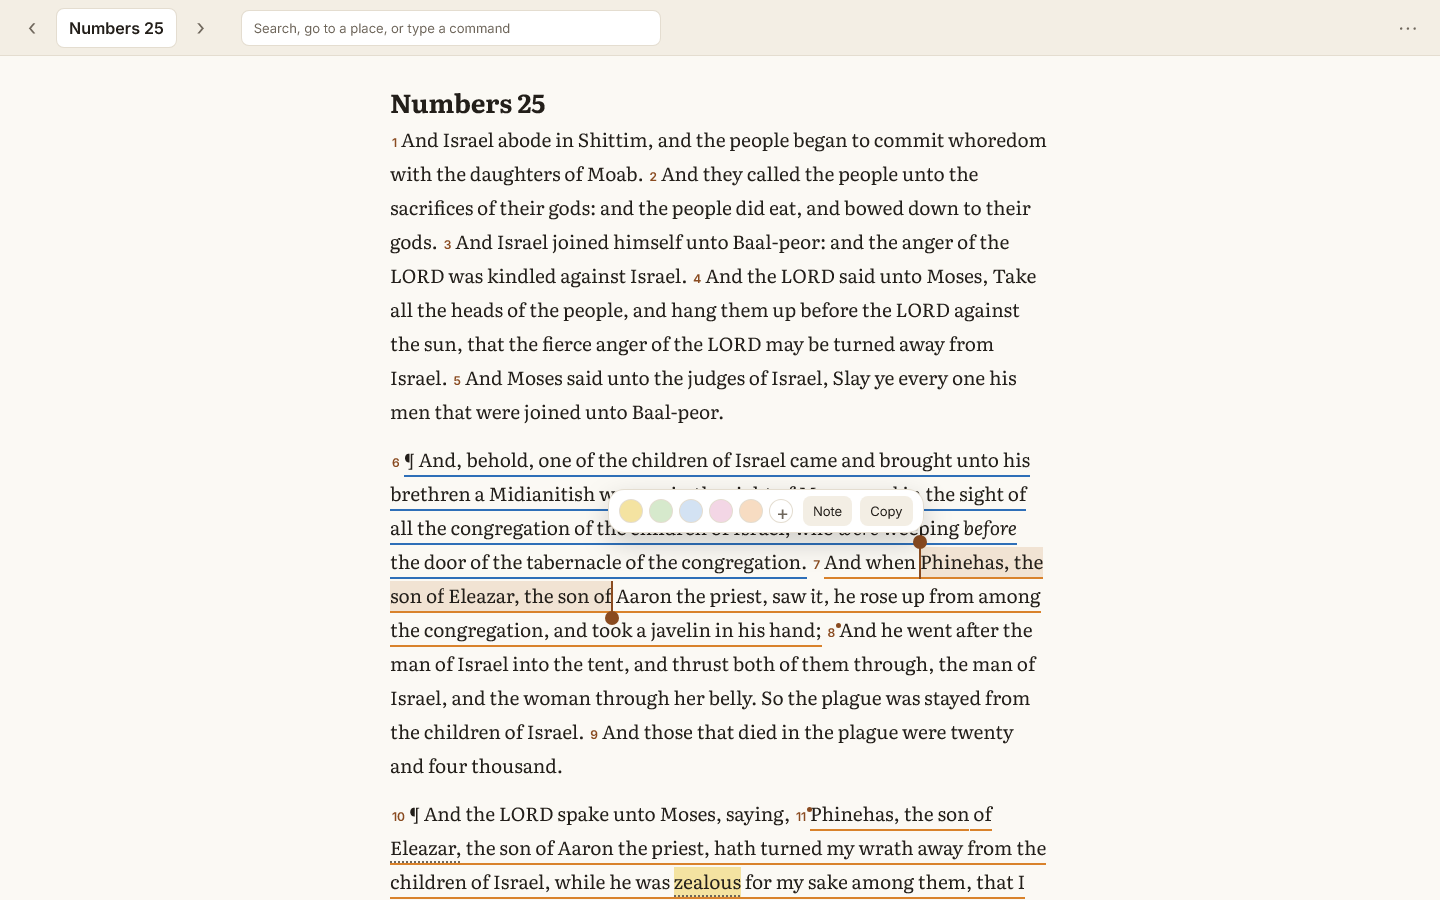 Numbers 25
Search, go to a place, or type a command
Numbers 25
1 And Israel abode in Shittim, and the people began to commit whoredom
with the daughters of Moab. 2 And they called the people unto the
sacrifices of their gods: and the people did eat, and bowed down to their
gods. 3 And Israel joined himself unto Baal-peor: and the anger of the
LORD was kindled against Israel. 4 And the LORD said unto Moses, Take
all the heads of the people, and hang them up before the LORD against
the sun, that the fierce anger of the LORD may be turned away from
Israel. 5 And Moses said unto the judges of Israel, Slay ye every one his
men that were joined unto Baal-peor.
6 ¶ And, behold, one of the children of Israel came and brought unto his
brethren a Midianitish the sight of
all the congregation of the children of Israel, who were weeping before
Note Copy
the door of the tabernacle of the congregation. 7 And when Phinehas, the
son of Eleazar, the son of Aaron the priest, saw it, he rose up from among
the congregation, and took a javelin in his hand; 8 And he went after the
man of Israel into the tent, and thrust both of them through, the man of
Israel, and the woman through her belly. So the plague was stayed from
the children of Israel. 9 And those that died in the plague were twenty
and four thousand.
10 ¶ And the LORD spake unto Moses, saying, 11 Phinehas, the son of
Eleazar, the son of Aaron the priest, hath turned my wrath away from the
children of Israel, while he was zealous for my sake among them, that I